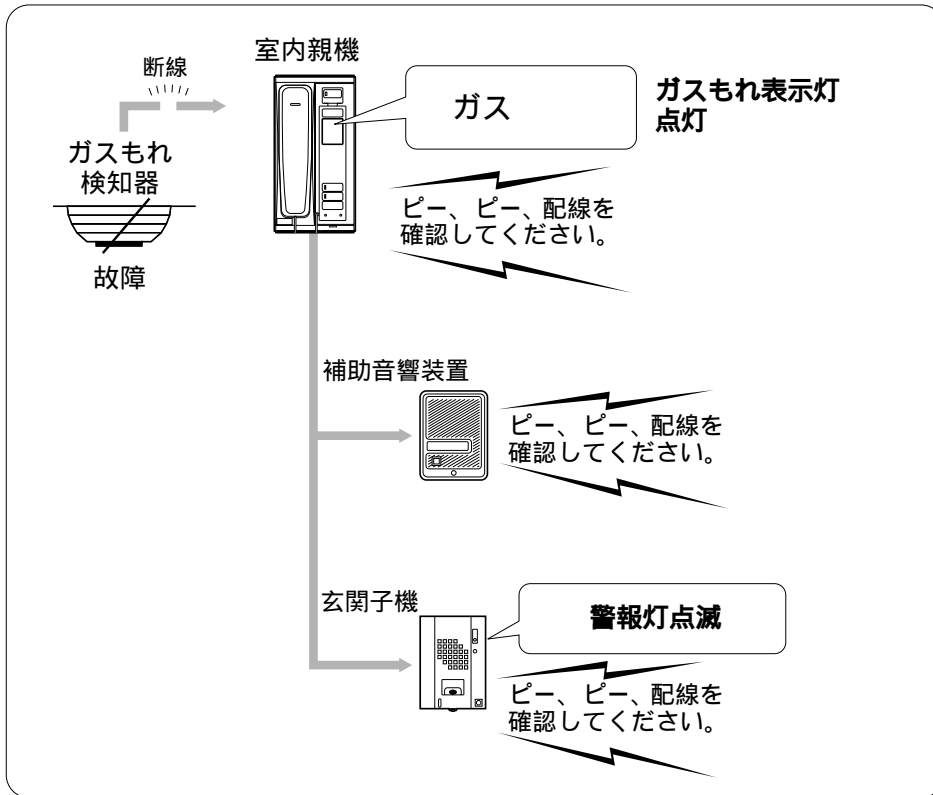 室内親機
断線
ガス
ガスもれ表示灯
点灯
ガスもれ
検知器
故障
ピー、ピー、配線を
確認してください。
補助音響装置
ピー、ピー、配線を
確認してください。
玄関子機
警報灯点滅
ピー、ピー、配線を
確認してください。